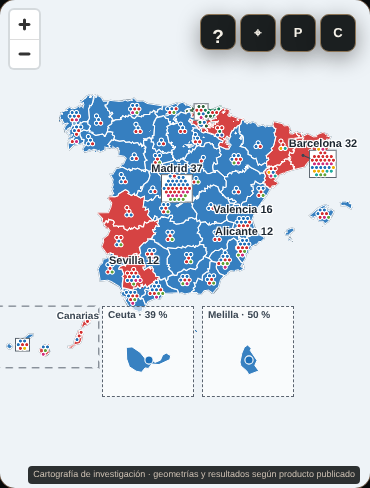 +
−
? ⌖ P C
Barcelona 32
Madrid 37
Valencia 16
Alicante 12
Sevilla 12
Canarias
Ceuta · 39 %
Melilla · 50 %
Cartografía de investigación · geometrías y resultados según producto publicado